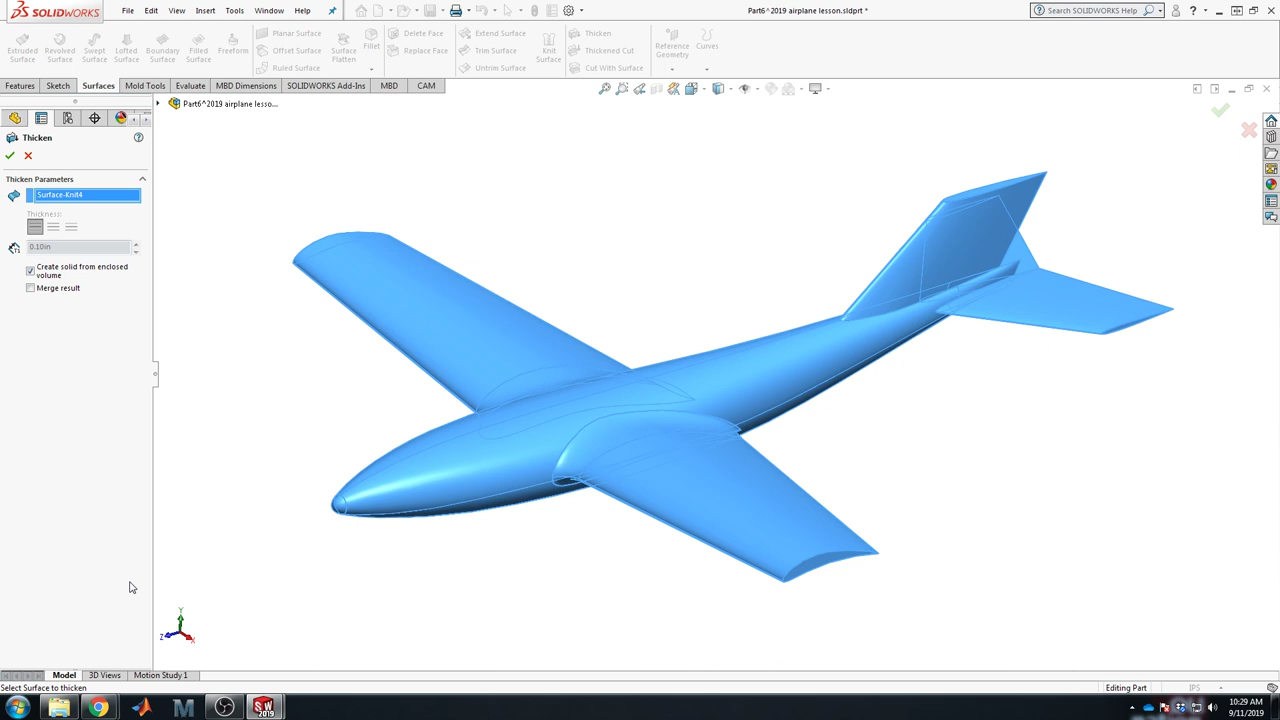 SOLIDWORKS
File
Edit
View
Insert
Tools
Window
Help
Part6^2019 airplane lesson.sldprt *
Search SOLIDWORKS Help
Extruded Surface
Revolved Surface
Swept Surface
Lofted Surface
Boundary Surface
Filled Surface
Freeform
Planar Surface
Offset Surface
Ruled Surface
Surface Flatten
Fillet
Delete Face
Replace Face
Extend Surface
Trim Surface
Untrim Surface
Knit Surface
Thicken
Thickened Cut
Cut With Surface
Reference Geometry
Curves
Features
Sketch
Surfaces
Mold Tools
Evaluate
MBD Dimensions
SOLIDWORKS Add-Ins
MBD
CAM
Part6^2019 airplane lesso...
Thicken
Thicken Parameters
Surface-Knit4
Thickness:
T1
0.10in
Create solid from enclosed
volume
Merge result
Y
Z
X
Model
3D Views
Motion Study 1
Select Surface to thicken
Editing Part
IPS
SW
2019
10:29 AM
9/11/2019